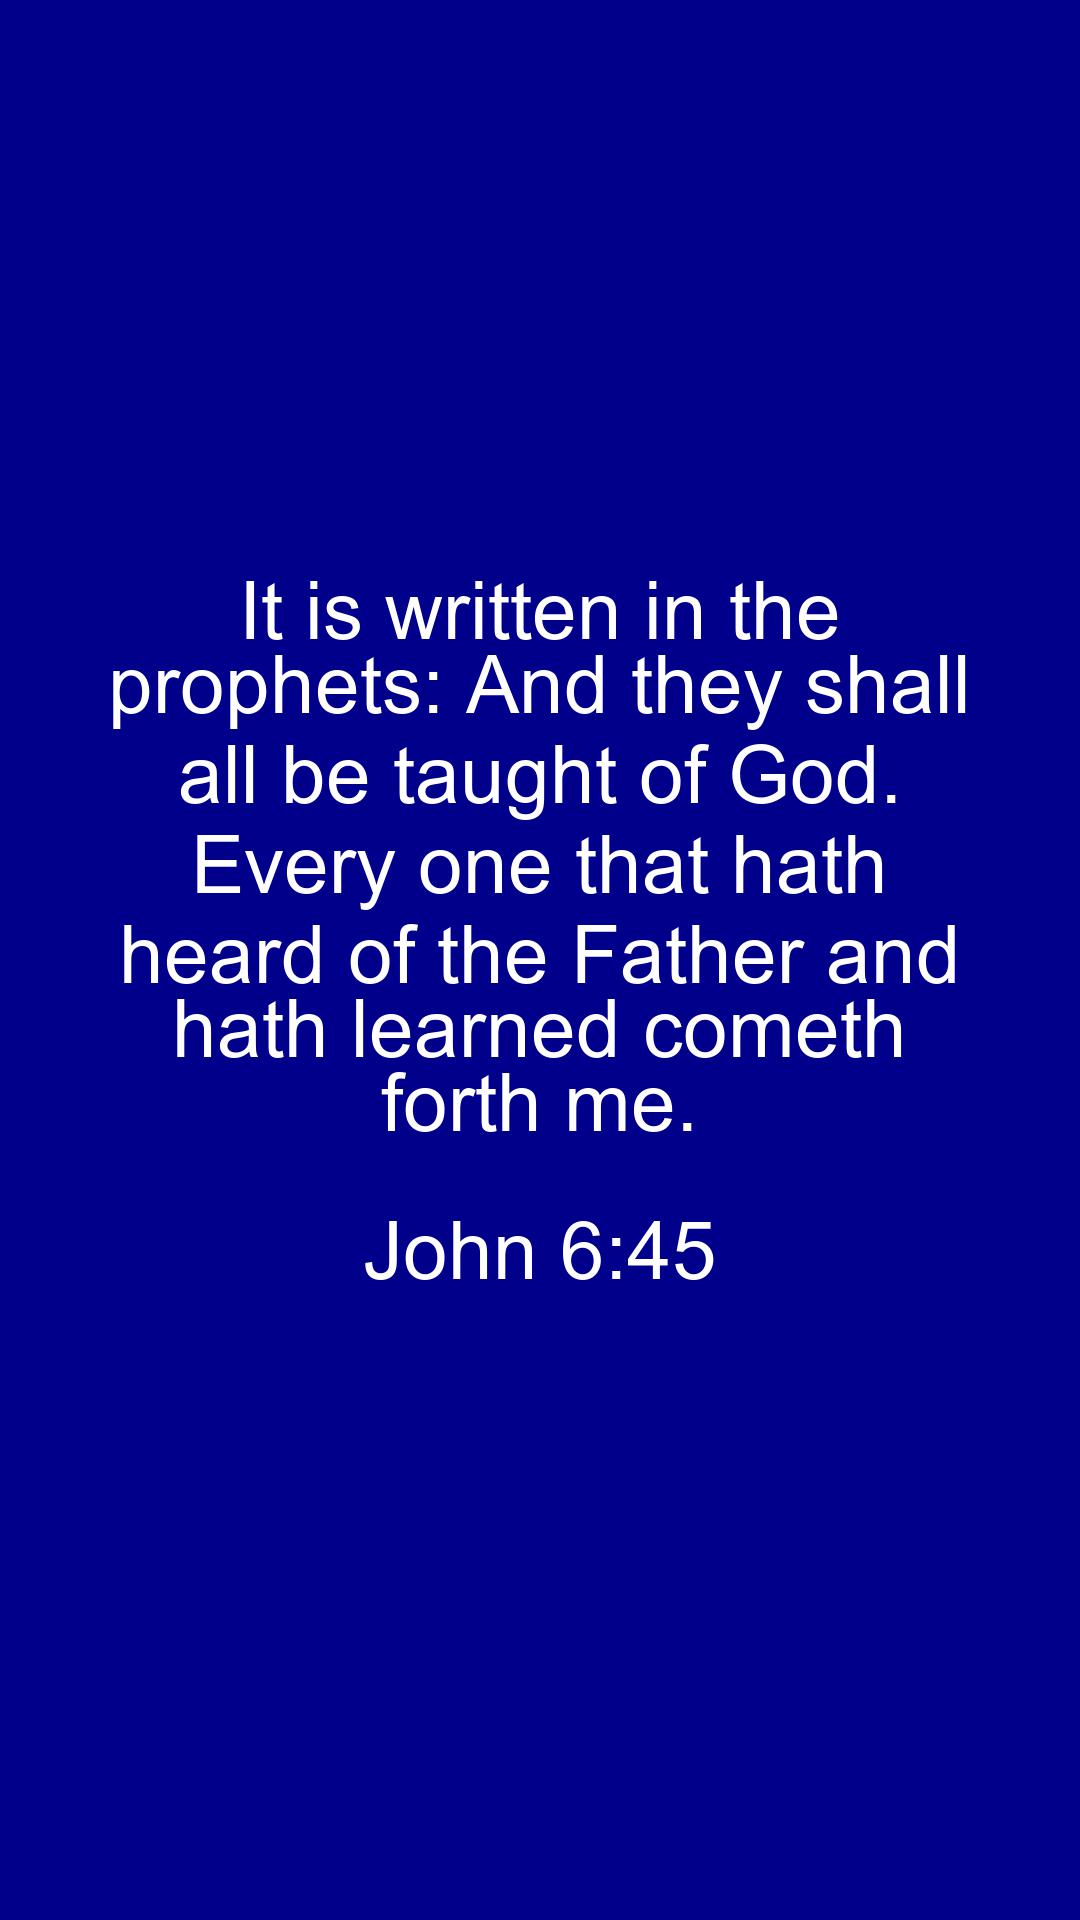 It is written in the
prophets: And they shall
all be taught of God.
Every one that hath
heard of the Father and
hath learned cometh
forth me.
John 6:45